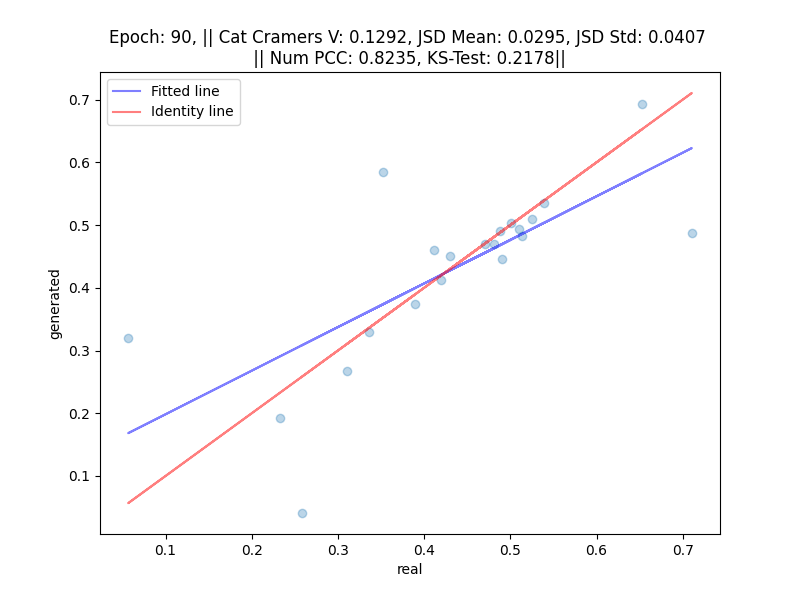 Epoch: 90, || Cat Cramers V: 0.1292, JSD Mean: 0.0295, JSD Std: 0.0407
|| Num PCC: 0.8235, KS-Test: 0.2178||
Fitted line
Identity line
0.7
0.6
0.5
0.4
0.3
0.2
0.1
generated
0.1 0.2 0.3 0.4 0.5 0.6 0.7
real